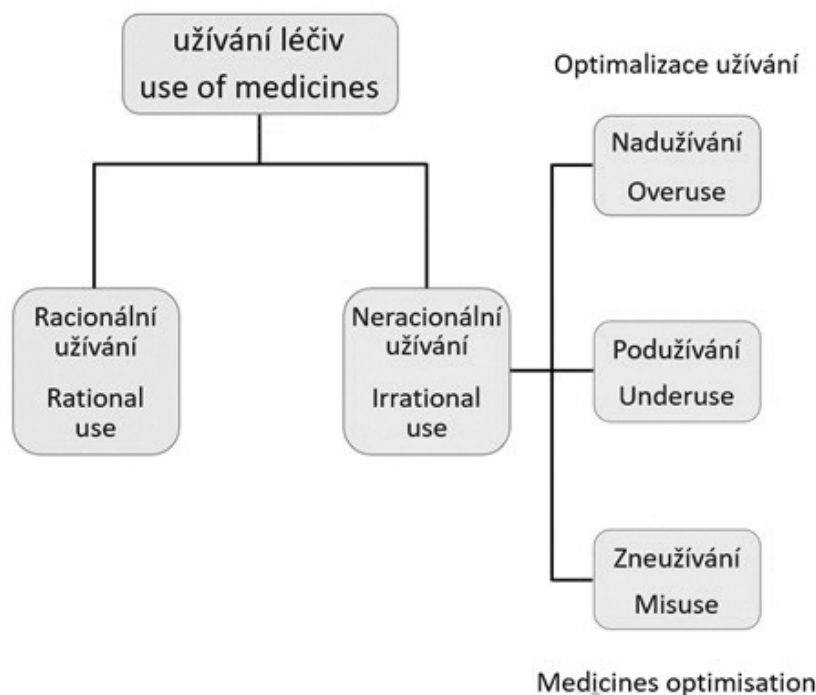 užívání léčiv
use of medicines
Optimalizace užívání
Nadužívání
Overuse
Racionální
užívání
Rational
use
Neracionální
užívání
Irrational
use
Podužívání
Underuse
Zneužívání
Misuse
Medicines optimisation